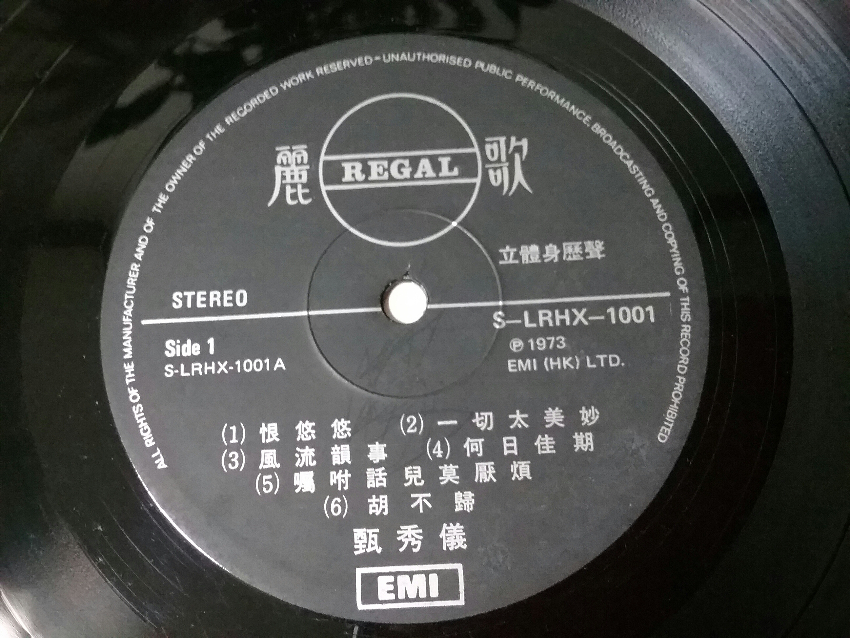 ALL RIGHTS OF THE MANUFACTURER AND OF THE OWNER OF THE RECORDED WORK RESERVED–UNAUTHORISED PUBLIC PERFORMANCE, BROADCASTING AND COPYING OF THIS RECORD PROHIBITED
麗 REGAL 歌
立體身歷聲
STEREO
S–LRHX–1001
Side 1
℗ 1973
S-LRHX-1001A
EMI (HK) LTD.
(1) 恨悠悠 (2) 一切太美妙
(3) 風流韻事 (4) 何日佳期
(5) 囑咐話兒莫厭煩
(6) 胡不歸
甄秀儀
EMI